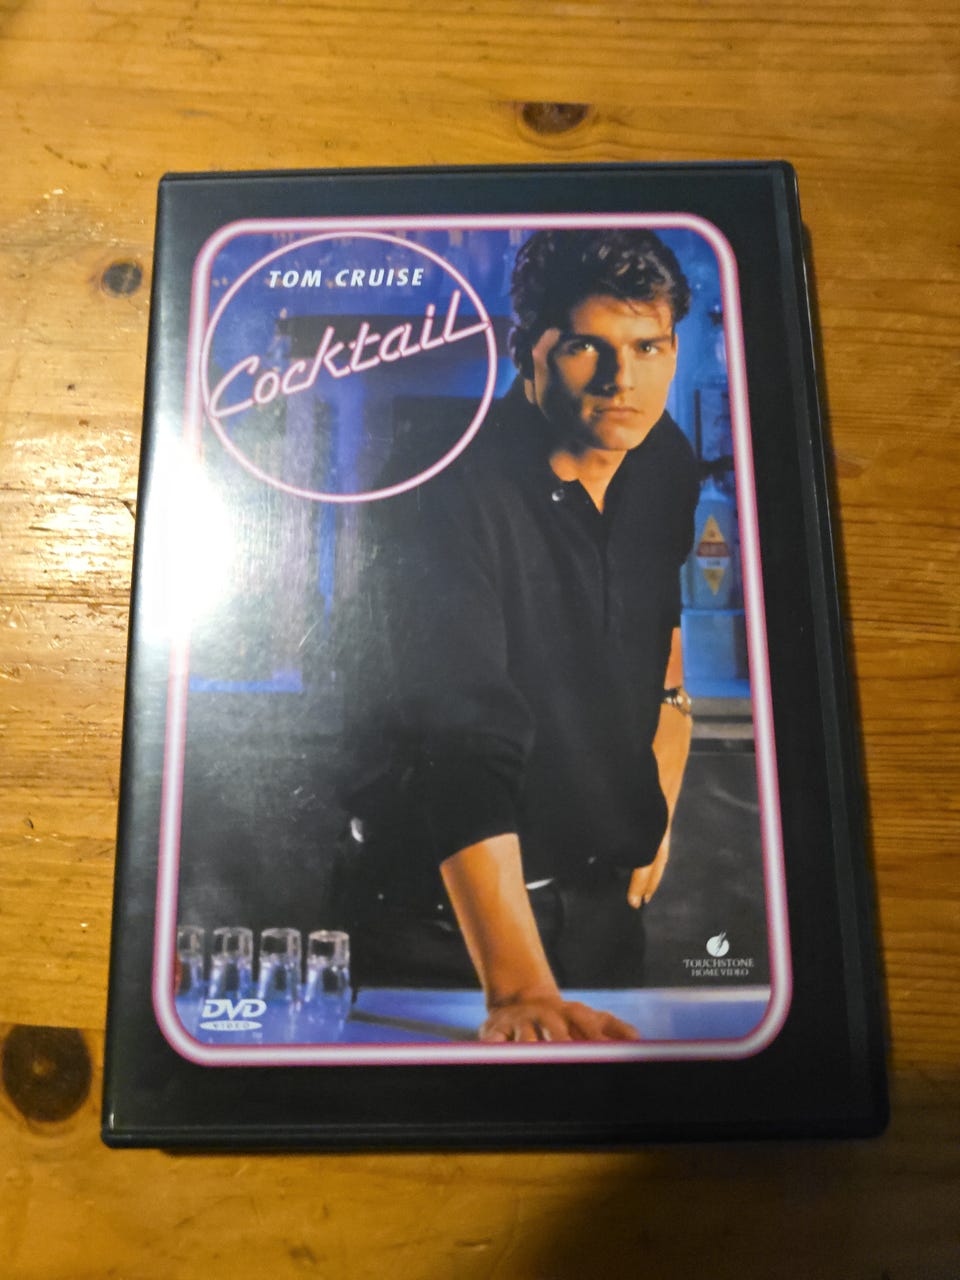 TOM CRUISE
Cocktail
TOUCHSTONE
HOME VIDEO
DVD
VIDEO